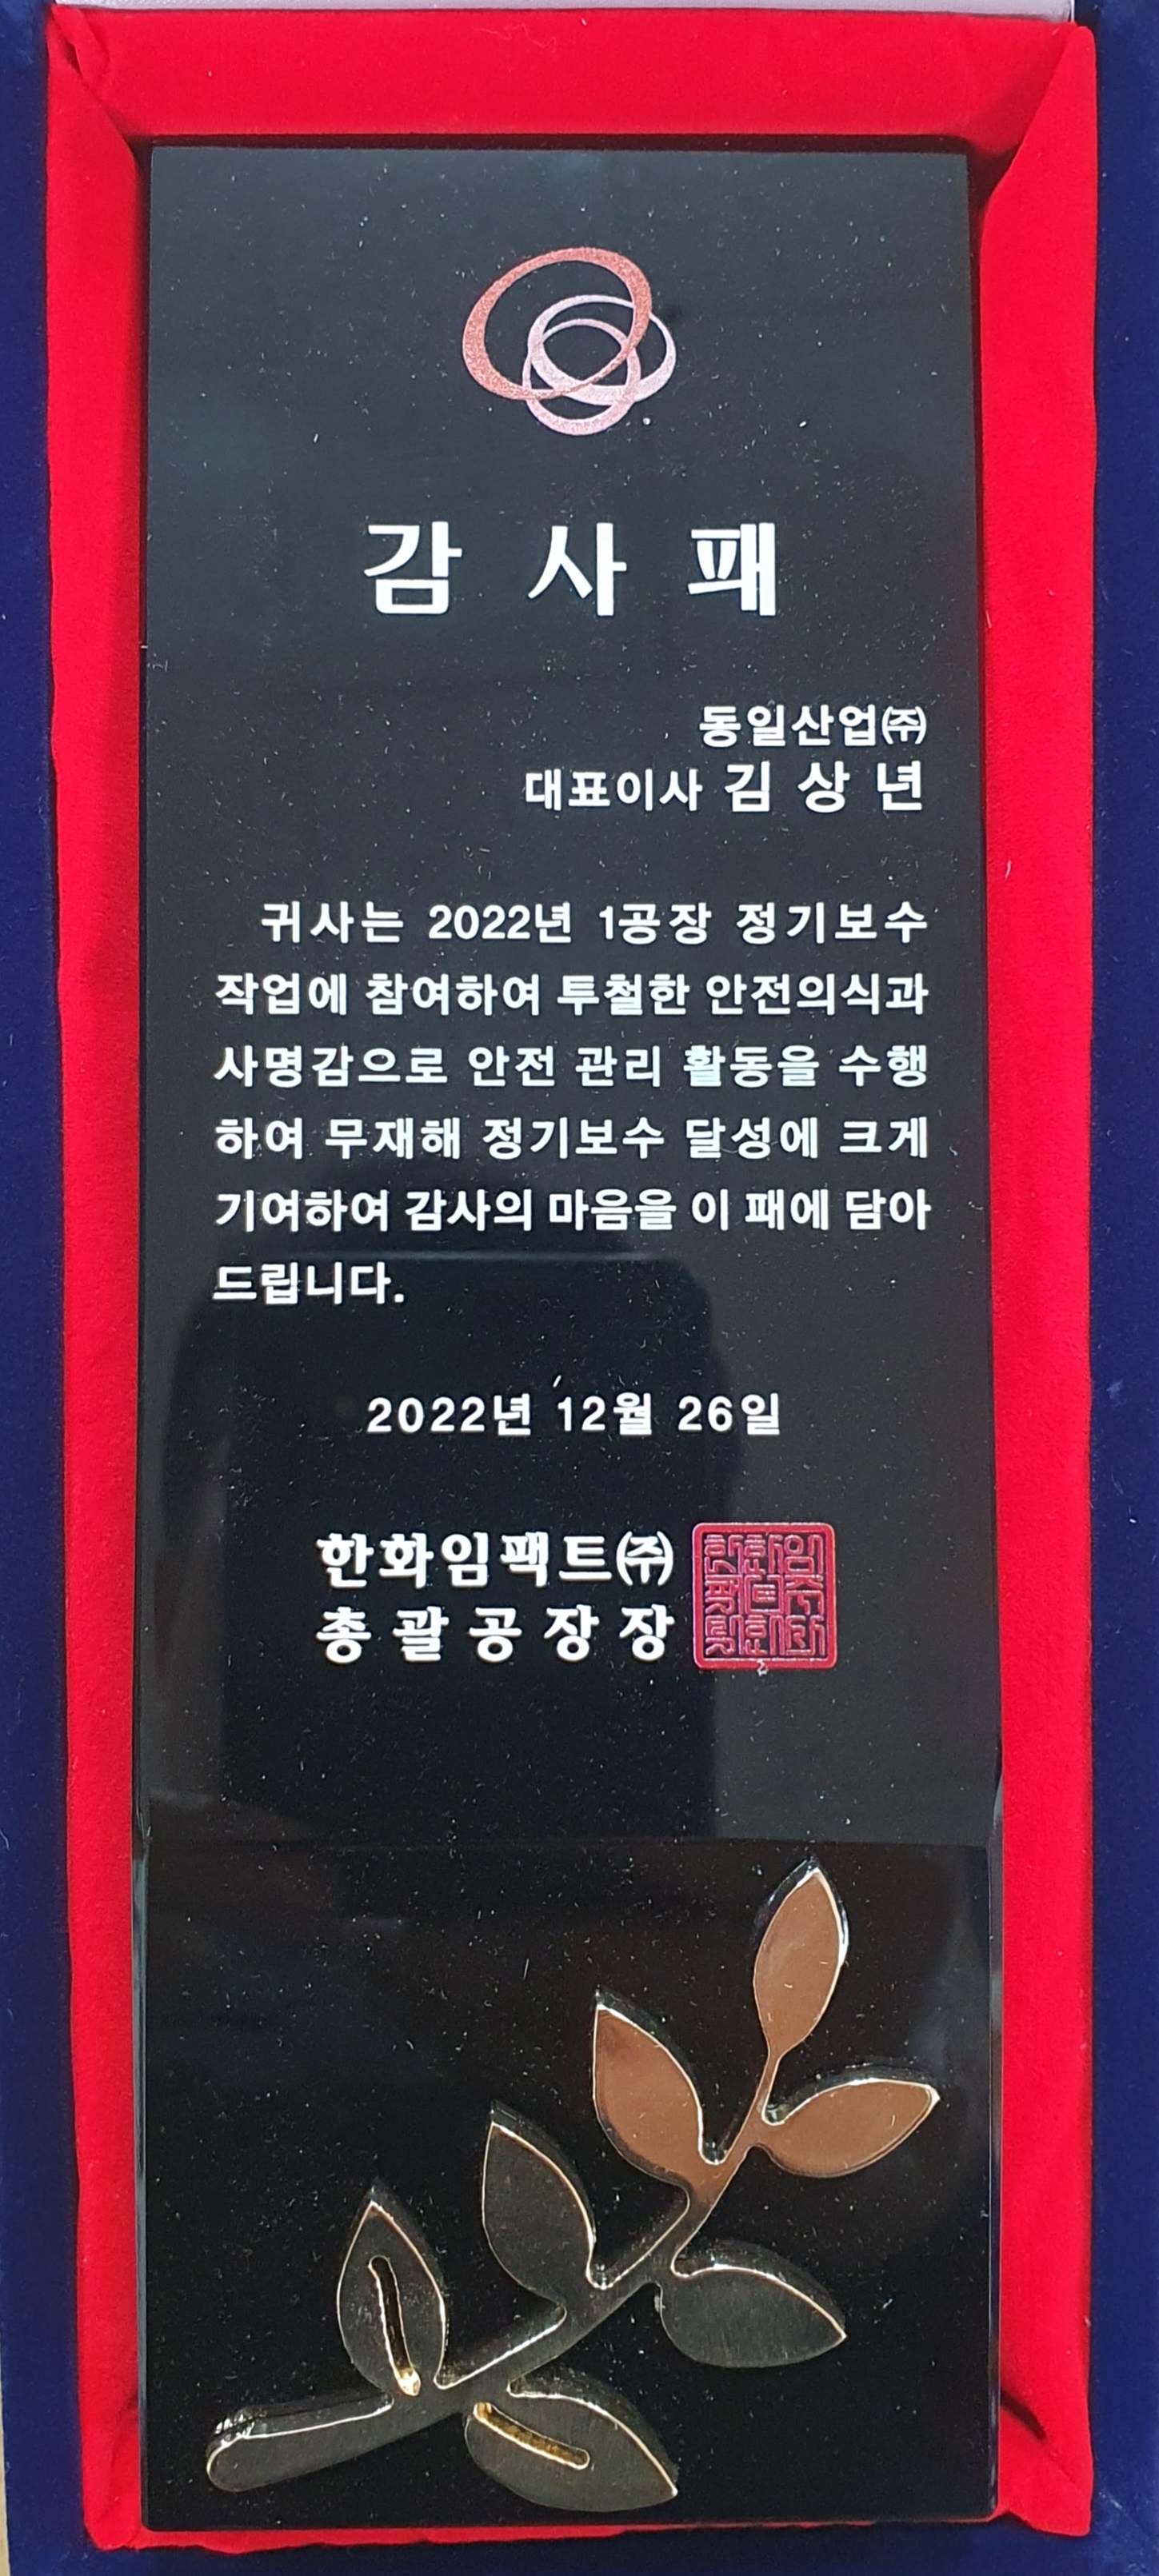 감 사 패
동일산업㈜
대표이사 김 상 년
귀사는 2022년 1공장 정기보수
작업에 참여하여 투철한 안전의식과
사명감으로 안전 관리 활동을 수행
하여 무재해 정기보수 달성에 크게
기여하여 감사의 마음을 이 패에 담아
드립니다.
2022년 12월 26일
한화임팩트㈜
총 괄 공 장 장